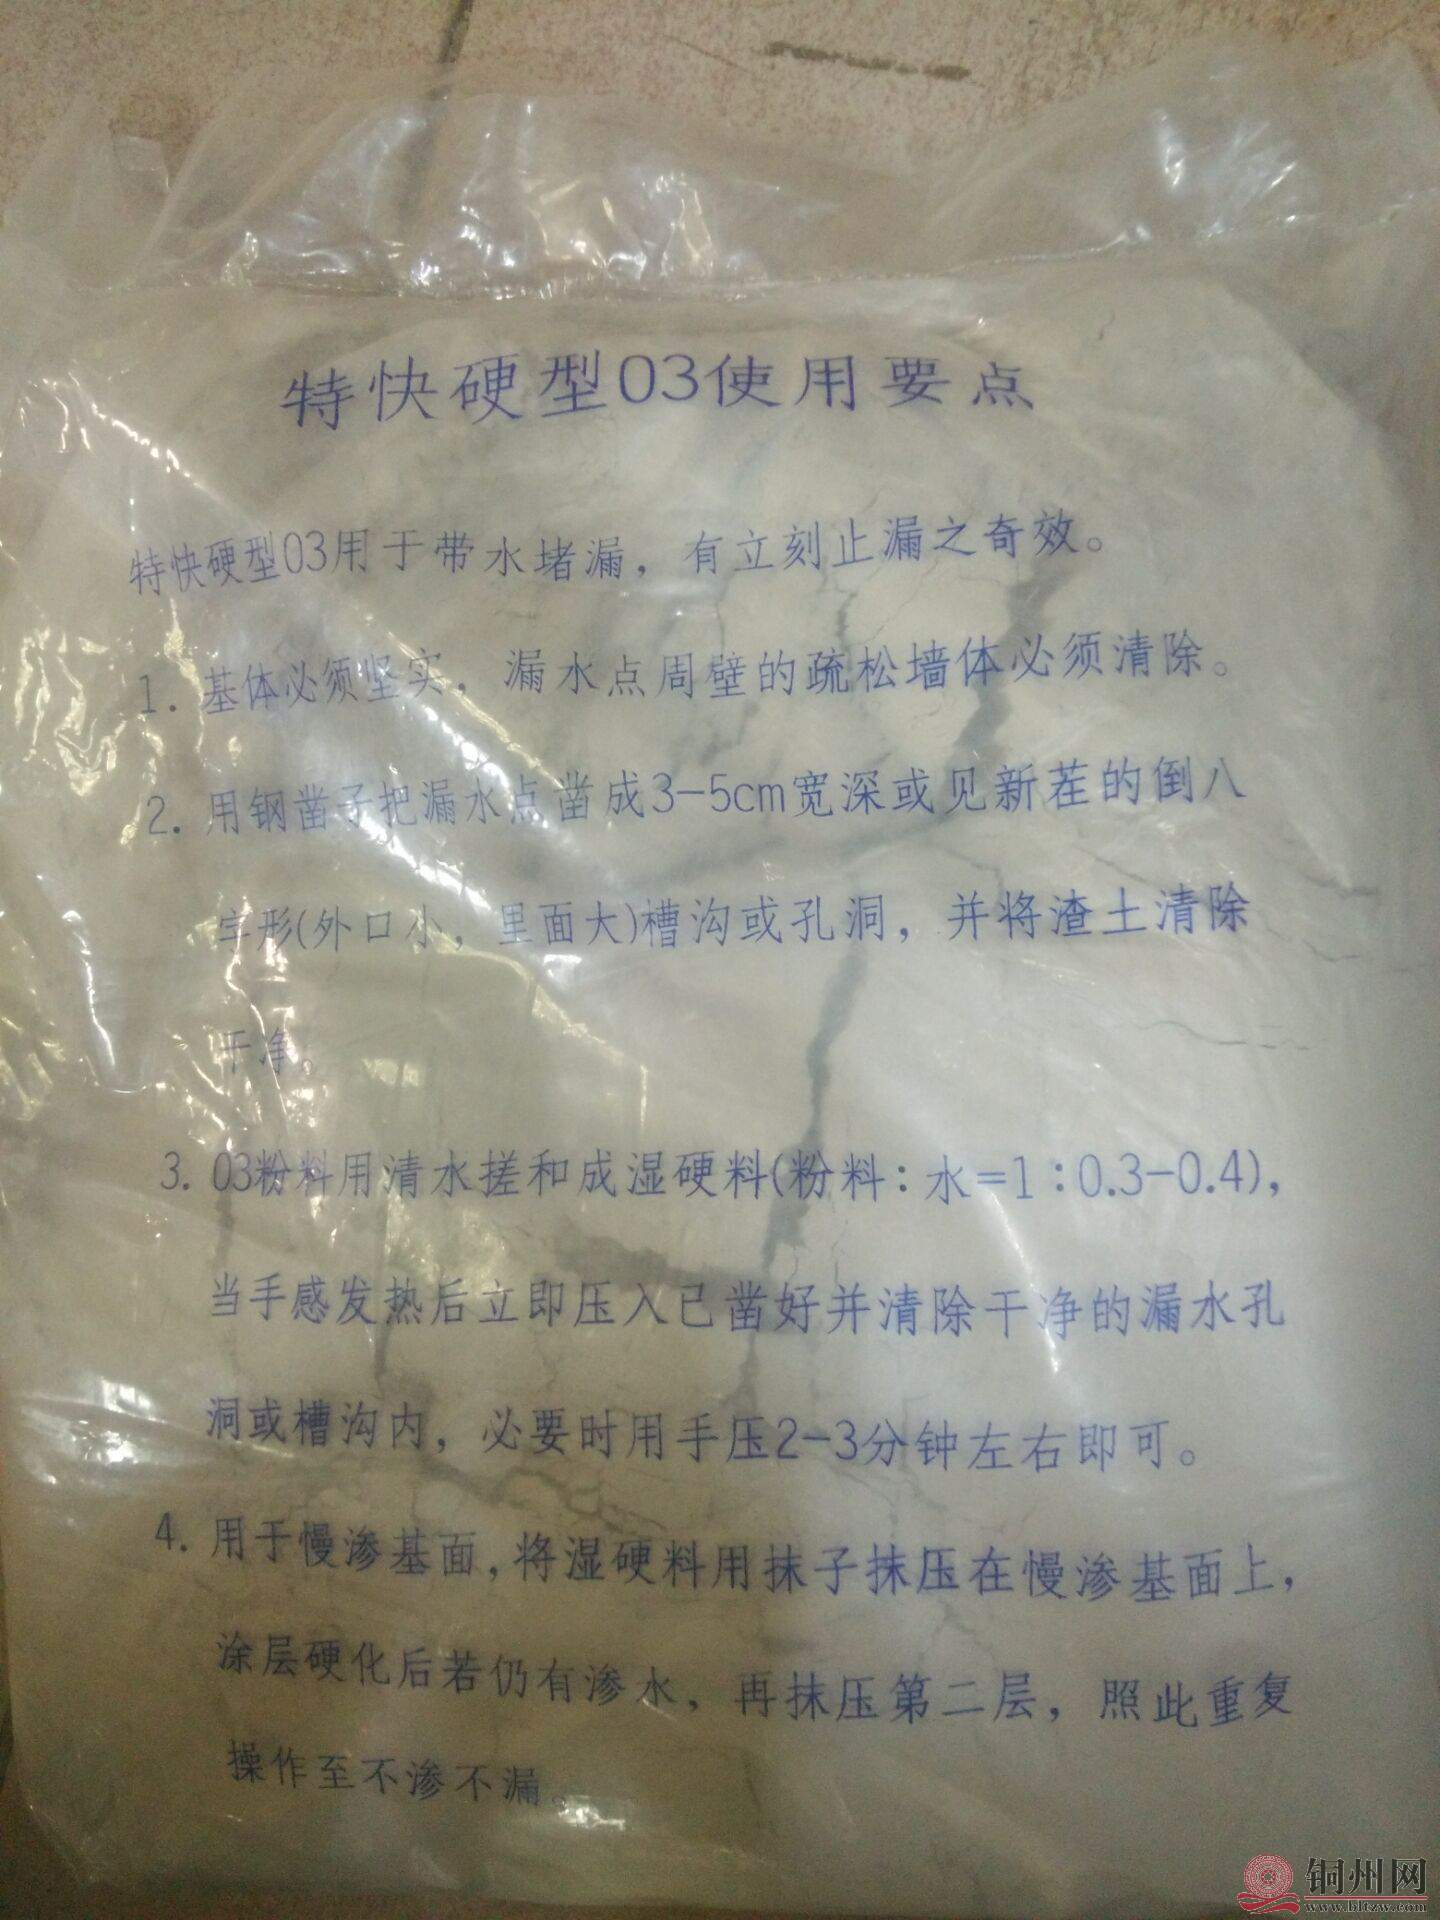 特快硬型03使用要点
特快硬型03用于带水堵漏，有立刻止漏之奇效。
1. 基体必须坚实，漏水点周壁的疏松墙体必须清除。
2. 用钢凿子把漏水点凿成3-5cm宽深或见新茬的倒八
字形(外口小，里面大)槽沟或孔洞，并将渣土清除
干净。
3. 03粉料用清水搓和成湿硬料(粉料：水=1：0.3-0.4)，
当手感发热后立即压入已凿好并清除干净的漏水孔
洞或槽沟内，必要时用手压2-3分钟左右即可。
4. 用于慢渗基面，将湿硬料用抹子抹压在慢渗基面上，
涂层硬化后若仍有渗水，再抹压第二层，照此重复
操作至不渗不漏。
铜州网
www.bltzw.com